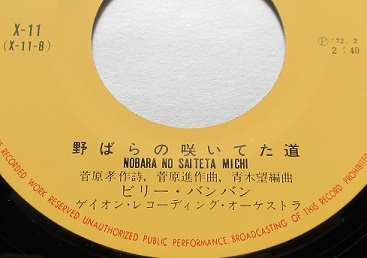 X-11
(X-11-B)
Ⓟ '72. 2
2:40
野ばらの咲いてた道
NOBARA NO SAITETA MICHI
菅原孝作詩, 菅原進作曲, 青木望編曲
ビリー・バンバン
ゲイオン・レコーディング・オーケストラ
RECORDED WORK RESERVED. UNAUTHORIZED PUBLIC PERFORMANCE. BROADCASTING OF THIS RECORD PROHIBITED